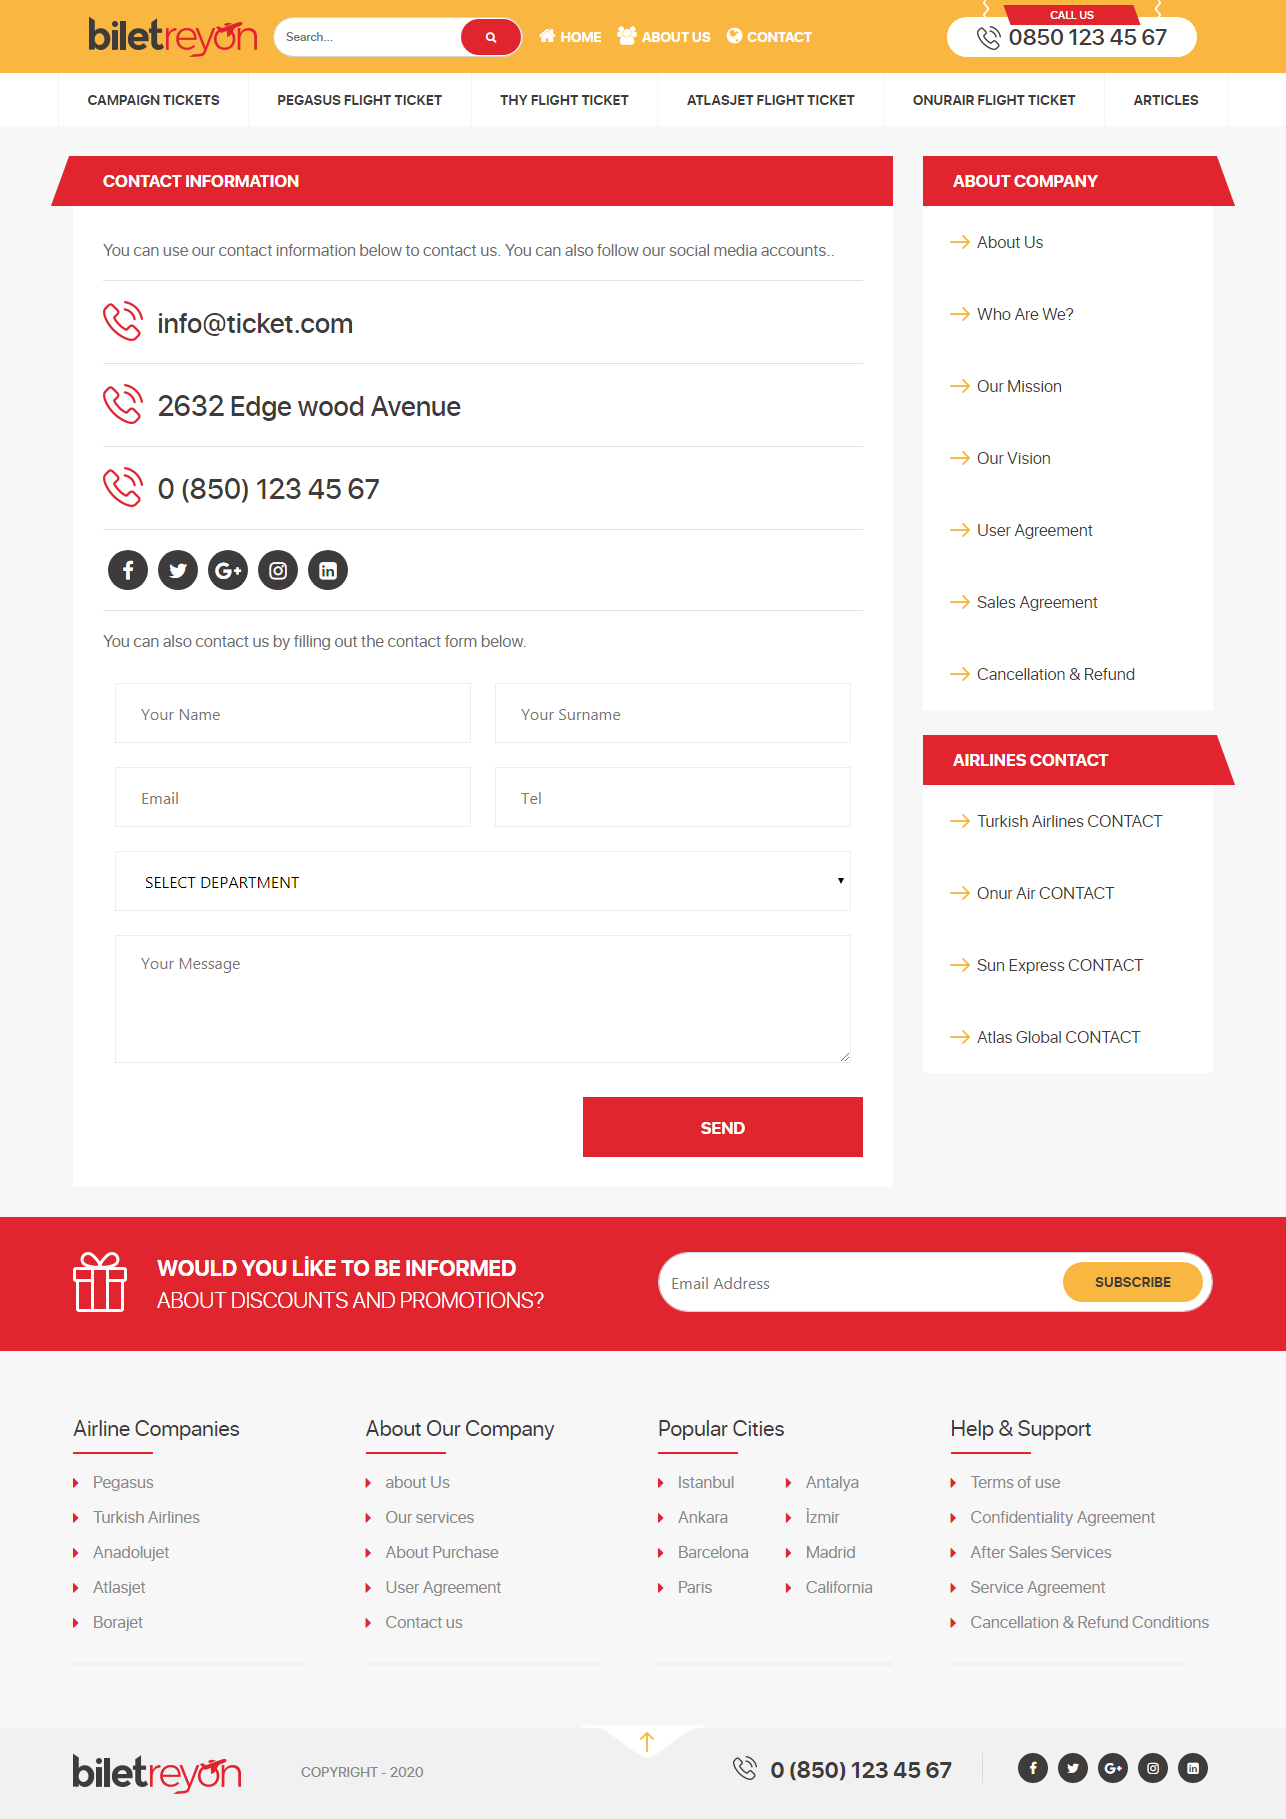 biletreyon
Search...
HOME
ABOUT US
CONTACT
CALL US
0850 123 45 67
CAMPAIGN TICKETS
PEGASUS FLIGHT TICKET
THY FLIGHT TICKET
ATLASJET FLIGHT TICKET
ONURAIR FLIGHT TICKET
ARTICLES
CONTACT INFORMATION
You can use our contact information below to contact us. You can also follow our social media accounts..
info@ticket.com
2632 Edge wood Avenue
0 (850) 123 45 67
You can also contact us by filling out the contact form below.
Your Name
Your Surname
Email
Tel
SELECT DEPARTMENT
Your Message
SEND
ABOUT COMPANY
About Us
Who Are We?
Our Mission
Our Vision
User Agreement
Sales Agreement
Cancellation & Refund
AIRLINES CONTACT
Turkish Airlines CONTACT
Onur Air CONTACT
Sun Express CONTACT
Atlas Global CONTACT
WOULD YOU LİKE TO BE INFORMED
ABOUT DISCOUNTS AND PROMOTIONS?
Email Address
SUBSCRIBE
Airline Companies
Pegasus
Turkish Airlines
Anadolujet
Atlasjet
Borajet
About Our Company
about Us
Our services
About Purchase
User Agreement
Contact us
Popular Cities
Istanbul
Ankara
Barcelona
Paris
Antalya
İzmir
Madrid
California
Help & Support
Terms of use
Confidentiality Agreement
After Sales Services
Service Agreement
Cancellation & Refund Conditions
biletreyon
COPYRIGHT - 2020
0 (850) 123 45 67